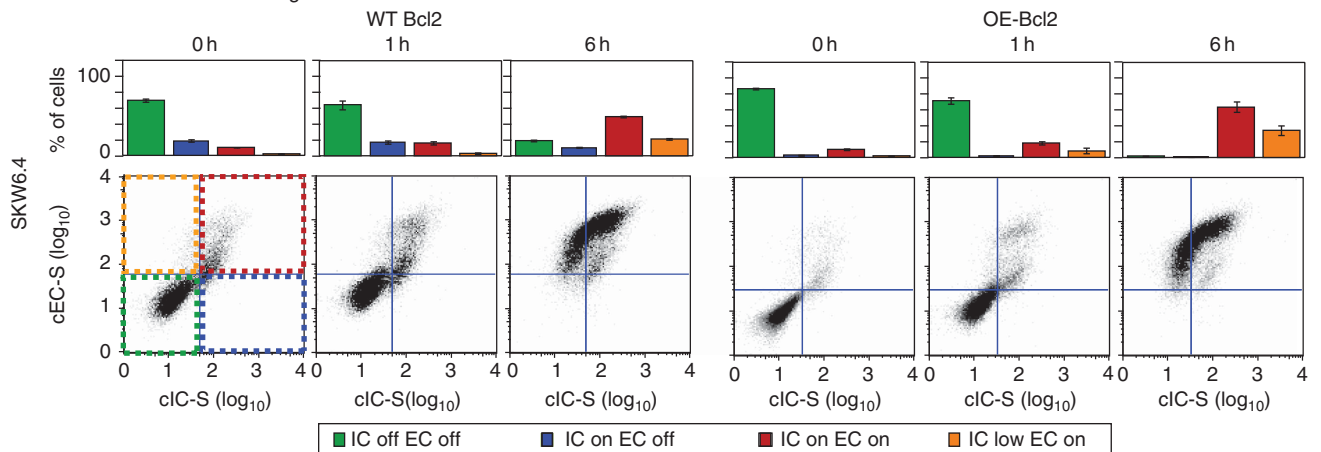 WT Bcl2
OE-Bcl2
0 h
1 h
6 h
0 h
1 h
6 h
% of cells
100
0
SKW6.4
cEC-S (log10)
4
3
2
1
0
0 1 2 3 4
0 1 2 3 4
0 1 2 3 4
0 1 2 3 4
0 1 2 3 4
0 1 2 3 4
cIC-S (log10)
cIC-S(log10)
cIC-S (log10)
cIC-S (log10)
cIC-S (log10)
cIC-S (log10)
IC off EC off
IC on EC off
IC on EC on
IC low EC on